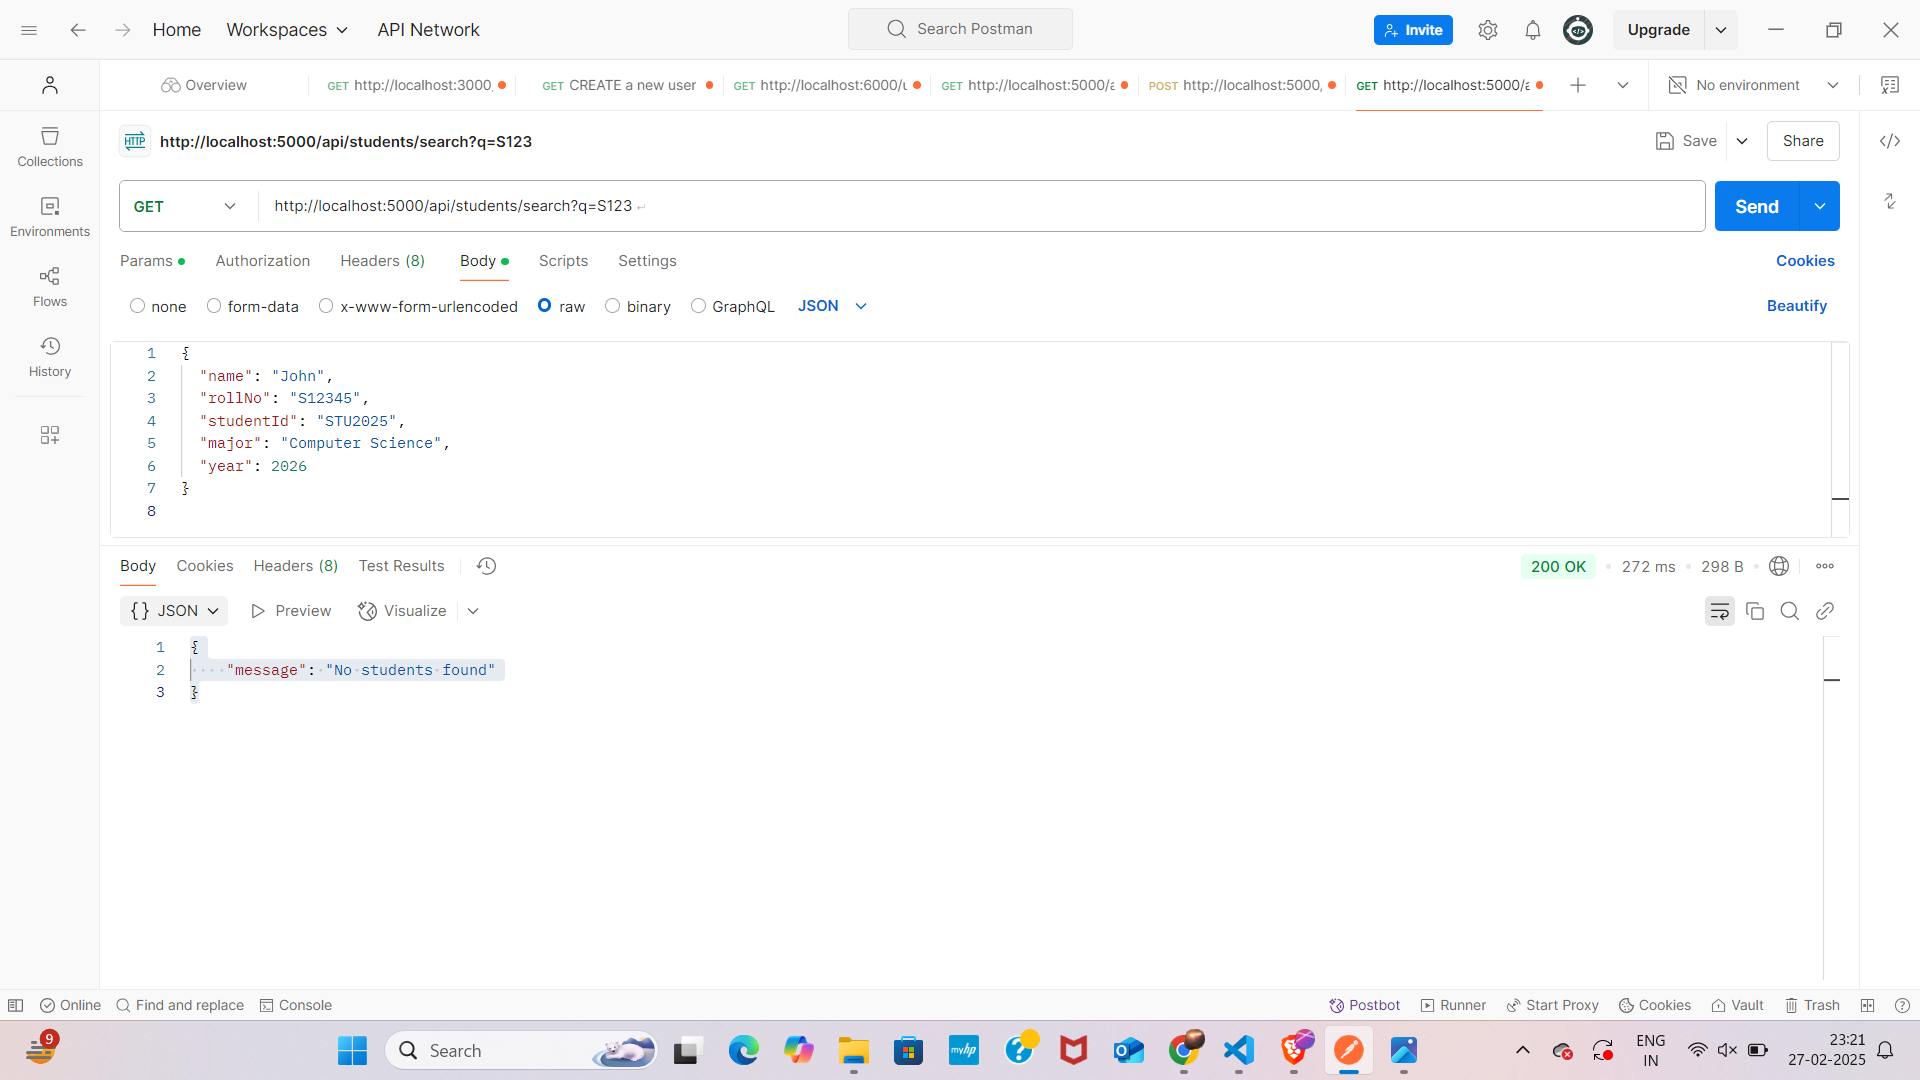 Home Workspaces API Network Search Postman Invite Upgrade
Overview GET http://localhost:3000, GET CREATE a new user GET http://localhost:6000/u GET http://localhost:5000/a POST http://localhost:5000, GET http://localhost:5000/a No environment
HTTP http://localhost:5000/api/students/search?q=S123 Save Share
Collections
Environments
Flows
History
GET http://localhost:5000/api/students/search?q=S123 Send
Params Authorization Headers (8) Body Scripts Settings Cookies
none form-data x-www-form-urlencoded raw binary GraphQL JSON Beautify
1 {
2 "name": "John",
3 "rollNo": "S12345",
4 "studentId": "STU2025",
5 "major": "Computer Science",
6 "year": 2026
7 }
8
Body Cookies Headers (8) Test Results 200 OK 272 ms 298 B
{} JSON Preview Visualize
1 {
2 "message": "No students found"
3 }
Online Find and replace Console Postbot Runner Start Proxy Cookies Vault Trash
9 Search myhp ENG 23:21
IN 27-02-2025